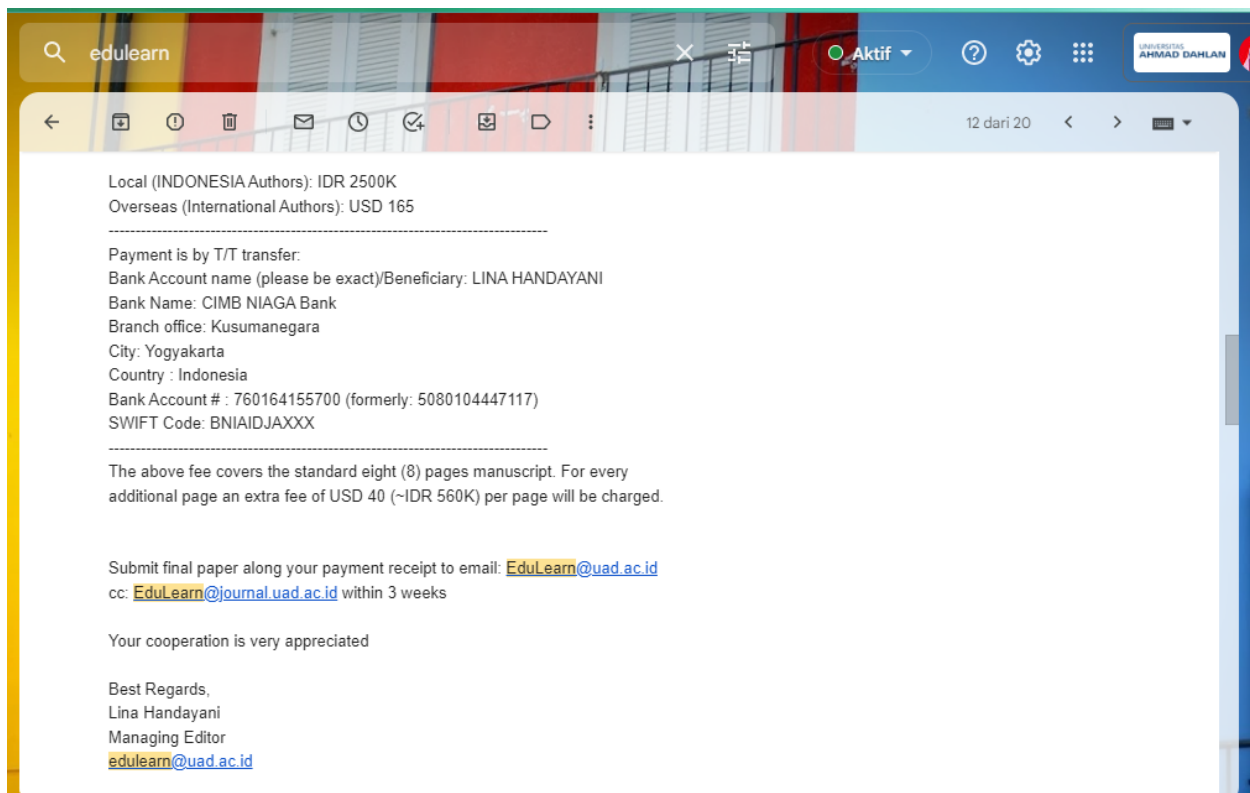 edulearn
Aktif
UNIVERSITAS
AHMAD DAHLAN
12 dari 20
Local (INDONESIA Authors): IDR 2500K
Overseas (International Authors): USD 165
--------------------------------------------------------------------------------
Payment is by T/T transfer:
Bank Account name (please be exact)/Beneficiary: LINA HANDAYANI
Bank Name: CIMB NIAGA Bank
Branch office: Kusumanegara
City: Yogyakarta
Country : Indonesia
Bank Account # : 760164155700 (formerly: 5080104447117)
SWIFT Code: BNIAIDJAXXX
--------------------------------------------------------------------------------
The above fee covers the standard eight (8) pages manuscript. For every
additional page an extra fee of USD 40 (~IDR 560K) per page will be charged.
Submit final paper along your payment receipt to email: EduLearn@uad.ac.id
cc: EduLearn@journal.uad.ac.id within 3 weeks
Your cooperation is very appreciated
Best Regards,
Lina Handayani
Managing Editor
edulearn@uad.ac.id